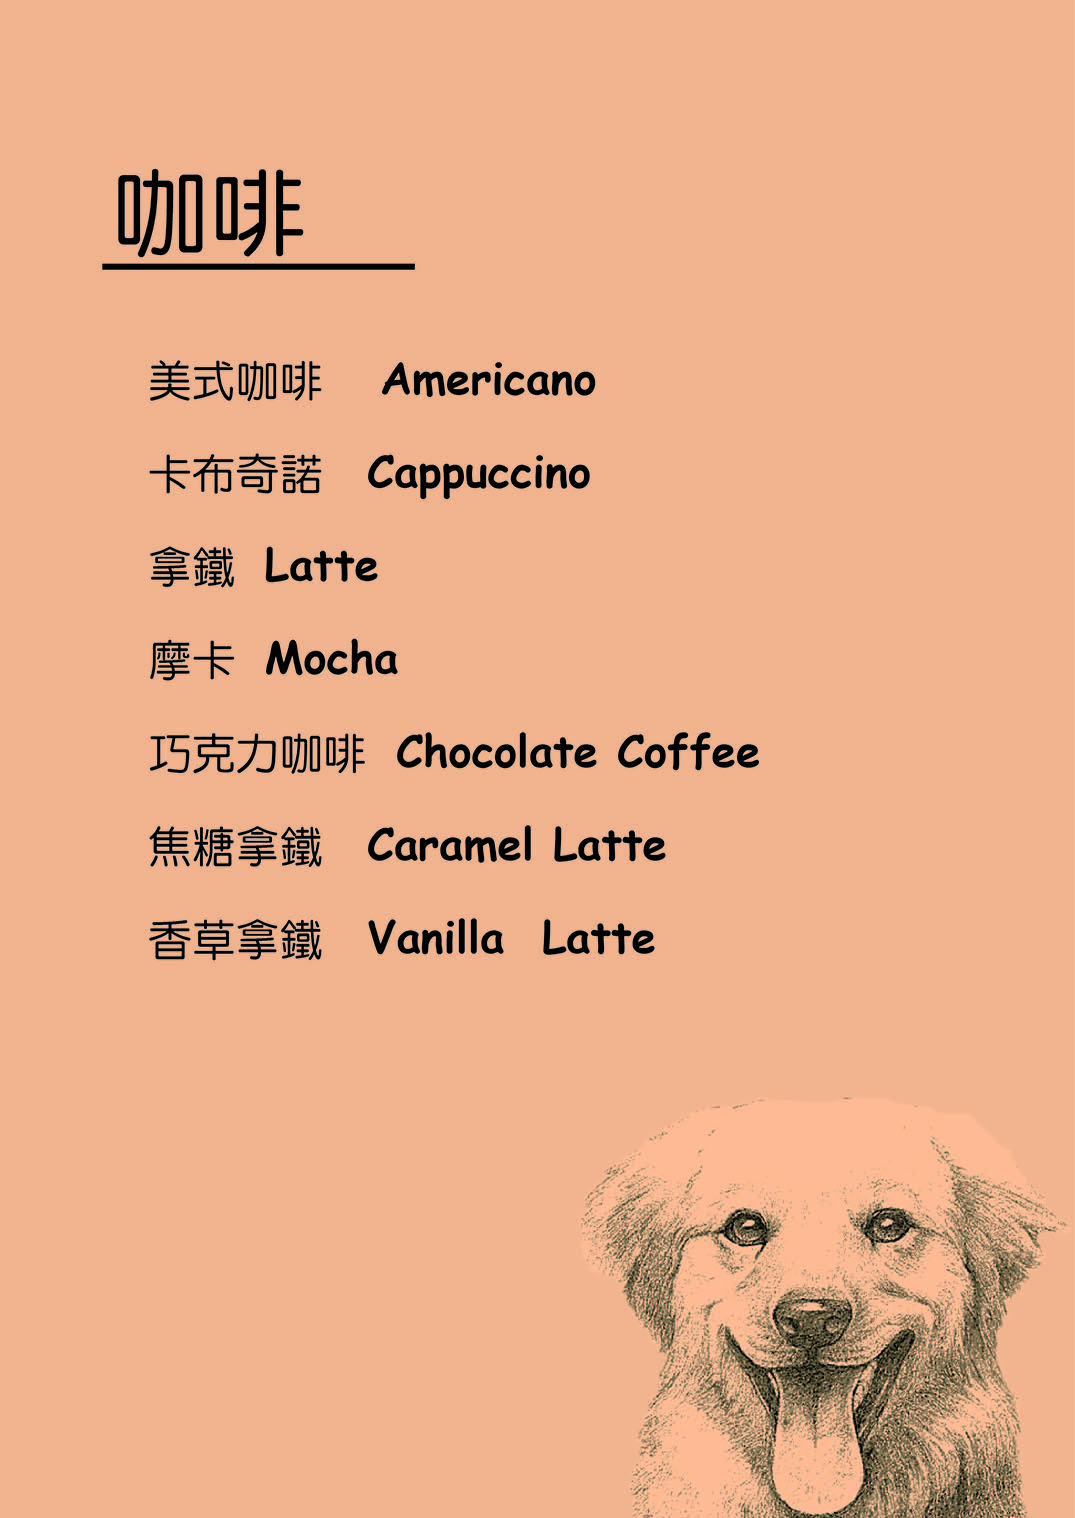 咖啡
美式咖啡 Americano
卡布奇諾 Cappuccino
拿鐵 Latte
摩卡 Mocha
巧克力咖啡 Chocolate Coffee
焦糖拿鐵 Caramel Latte
香草拿鐵 Vanilla Latte